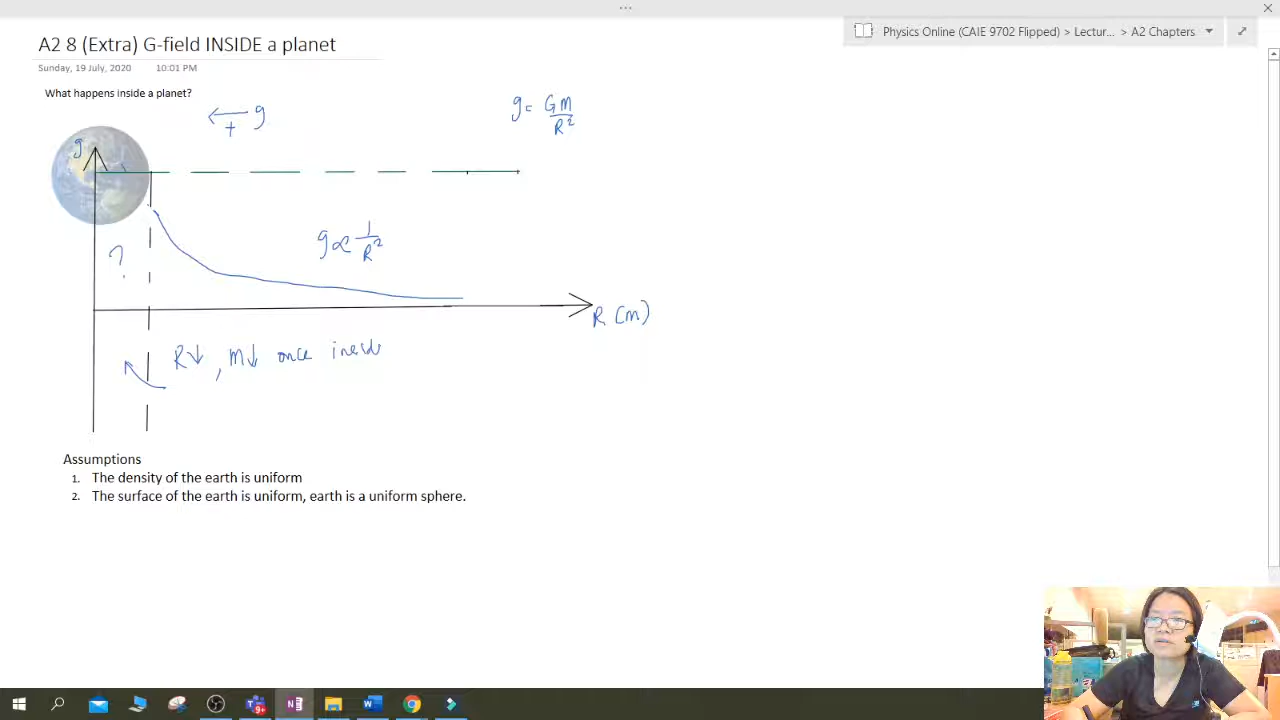 A2 8 (Extra) G-field INSIDE a planet
Physics Online (CAIE 9702 Flipped) > Lectur... > A2 Chapters
Sunday, 19 July, 2020 10:01 PM
What happens inside a planet?
← g
+
g = GM/R²
g
g ∝ 1/R²
?
R (m)
R↓, M↓ once inside
Assumptions
1. The density of the earth is uniform
2. The surface of the earth is uniform, earth is a uniform sphere.